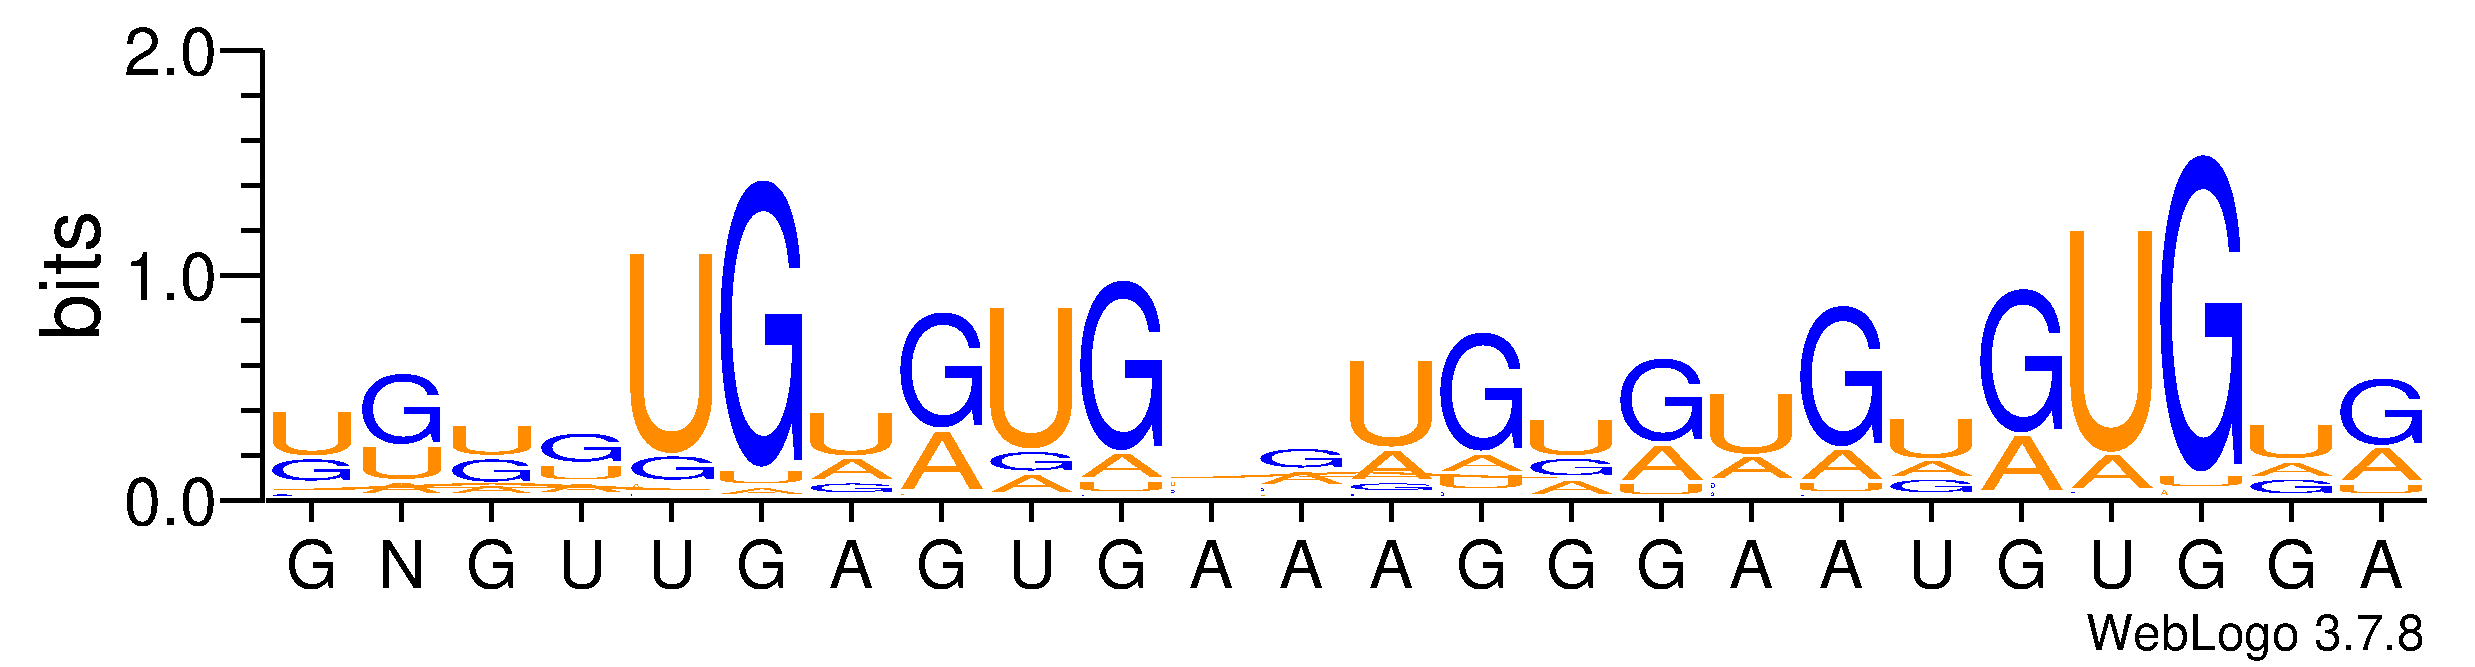 bits
2.0
1.0
0.0
G N G U U G A G U G A A A G G G A A U G U G G A
WebLogo 3.7.8